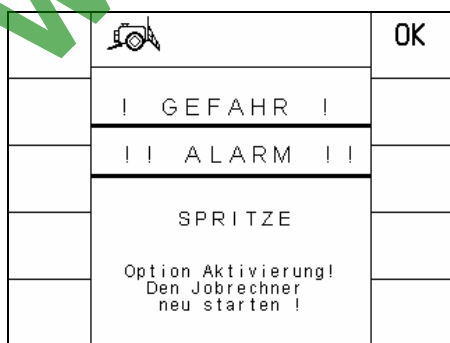 OK
! GEFAHR !
!! ALARM !!
SPRITZE
Option Aktivierung!
Den Jobrechner
neu starten !